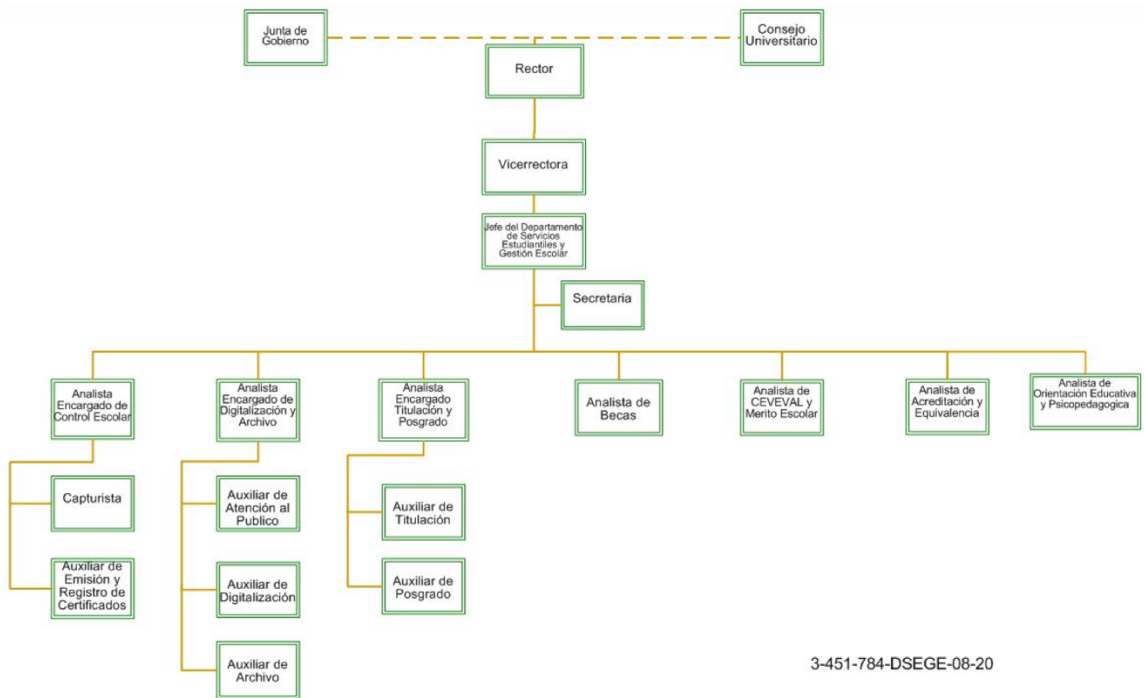 Junta de
Gobierno
Consejo
Universitario
Rector
Vicerrectora
Jefe del Departamento
de Servicios
Estudiantiles y
Gestión Escolar
Secretaria
Analista
Encargado de
Control Escolar
Analista
Encargado de
Digitalización y
Archivo
Analista
Encargado
Titulación y
Posgrado
Analista de
Becas
Analista de
CEVEVAL y
Merito Escolar
Analista de
Acreditación y
Equivalencia
Analista de
Orientación Educativa
y Psicopedagogica
Capturista
Auxiliar de
Emisión y
Registro de
Certificados
Auxiliar de
Atención al
Publico
Auxiliar de
Digitalización
Auxiliar de
Archivo
Auxiliar de
Titulación
Auxiliar de
Posgrado
3-451-784-DSEGE-08-20